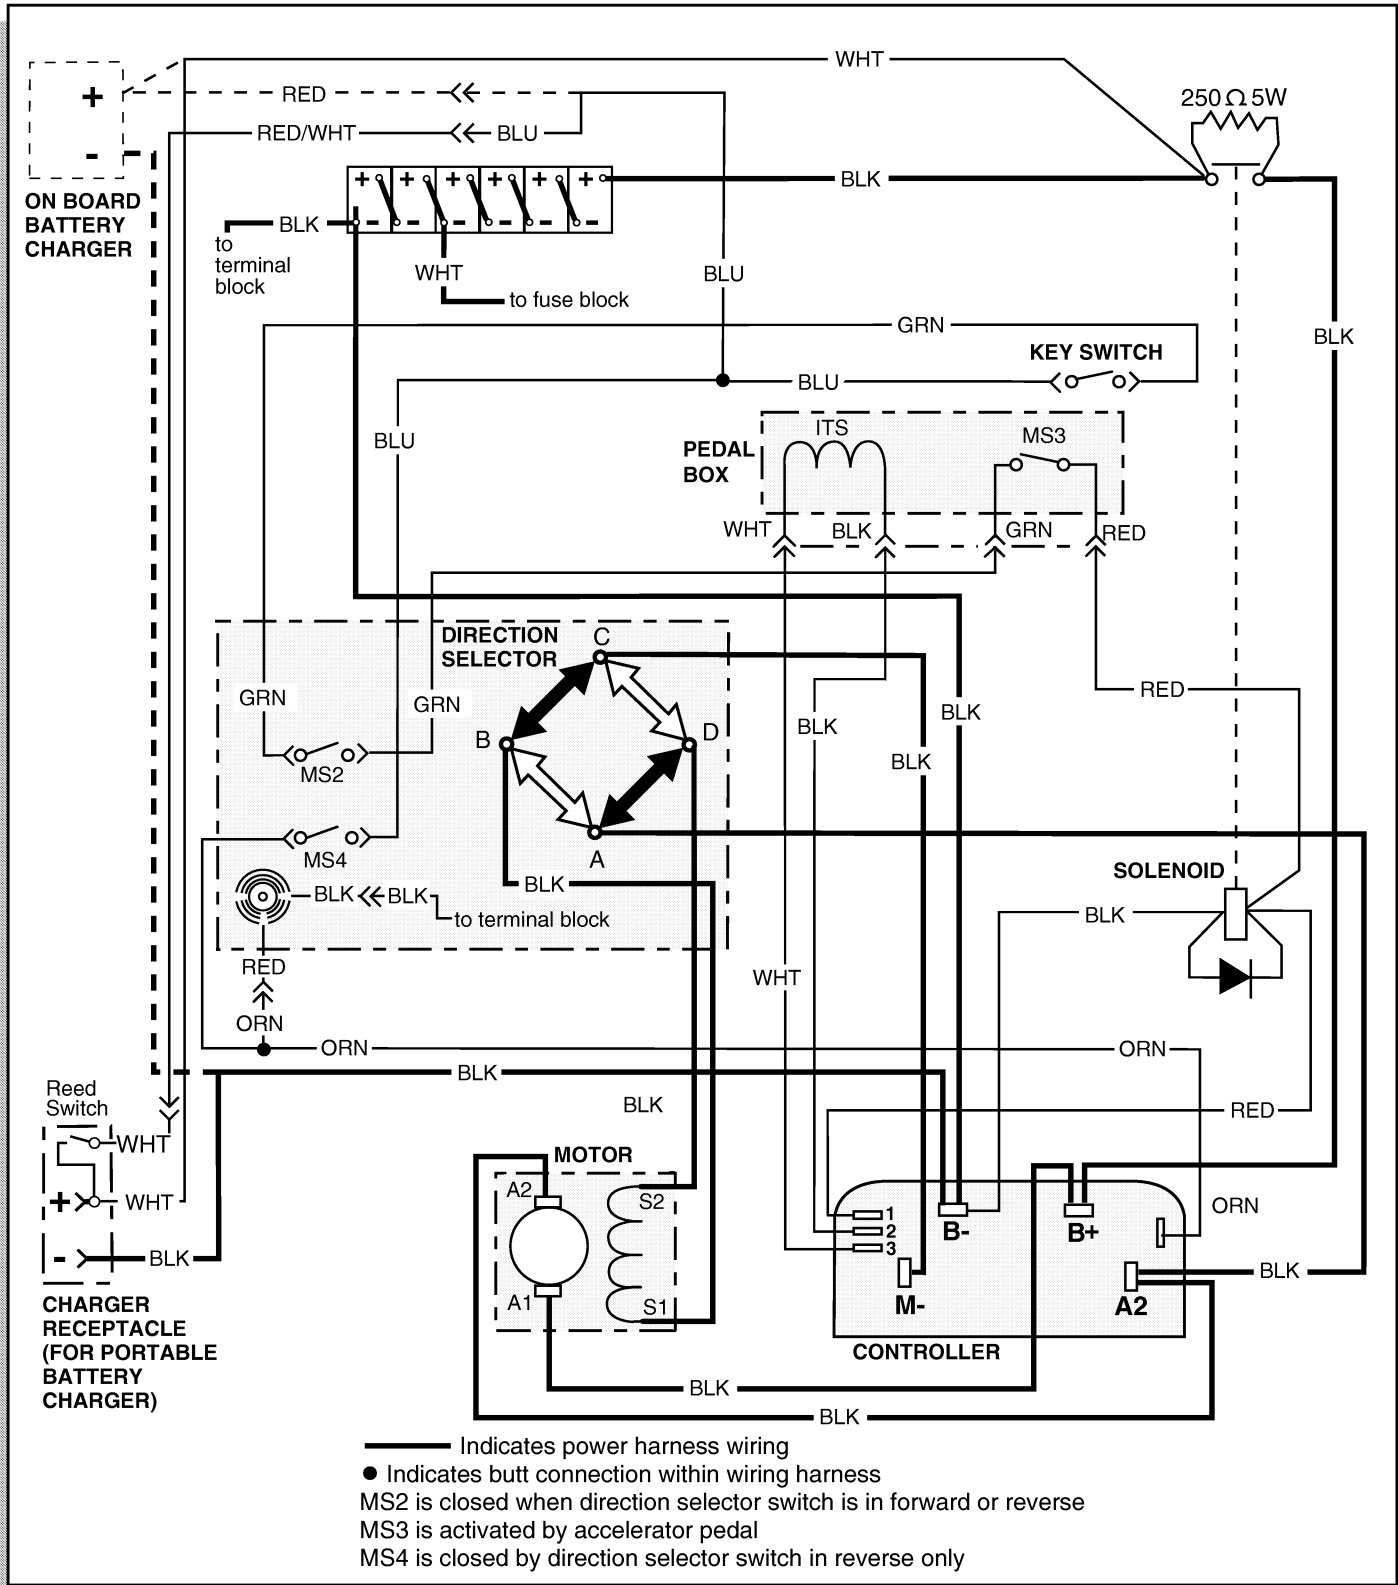 WHT
+
RED
RED/WHT
BLU
-
250 Ω 5W
ON BOARD
BATTERY
CHARGER
+ + + + + +
BLK
BLK
- - - - - -
to
terminal
block
WHT
to fuse block
BLU
GRN
BLK
KEY SWITCH
BLU
BLU
PEDAL
BOX
ITS
MS3
WHT
BLK
GRN
RED
DIRECTION
SELECTOR
C
GRN
GRN
B
D
BLK
BLK
BLK
RED
MS2
MS4
A
SOLENOID
BLK
BLK
BLK
to terminal block
BLK
RED
WHT
ORN
ORN
ORN
BLK
Reed
Switch
BLK
RED
WHT
MOTOR
+
WHT
A2
S2
1
2
3
B-
B+
ORN
-
BLK
A1
S1
M-
A2
BLK
CHARGER
RECEPTACLE
(FOR PORTABLE
BATTERY
CHARGER)
CONTROLLER
BLK
BLK
Indicates power harness wiring
Indicates butt connection within wiring harness
MS2 is closed when direction selector switch is in forward or reverse
MS3 is activated by accelerator pedal
MS4 is closed by direction selector switch in reverse only